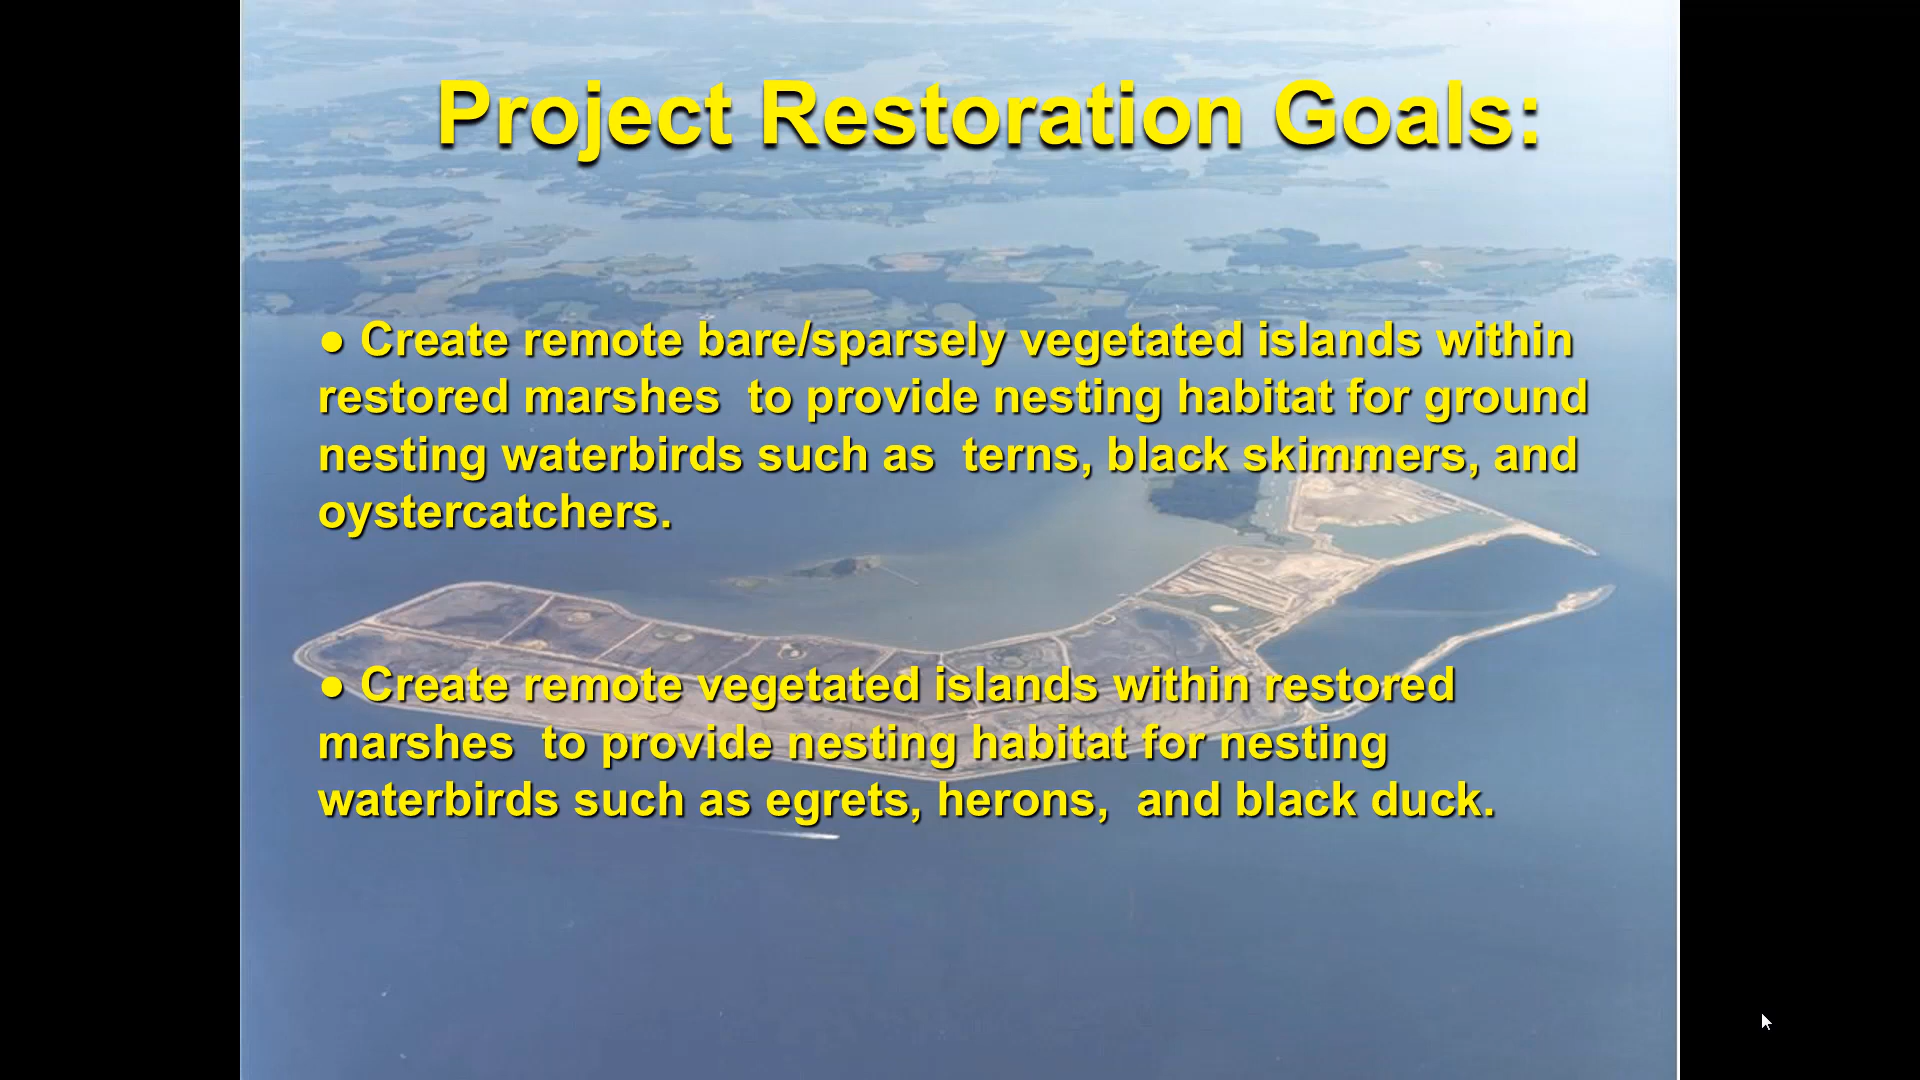 Project Restoration Goals:
● Create remote bare/sparsely vegetated islands within
restored marshes  to provide nesting habitat for ground
nesting waterbirds such as  terns, black skimmers, and
oystercatchers.
● Create remote vegetated islands within restored
marshes  to provide nesting habitat for nesting
waterbirds such as egrets, herons,  and black duck.